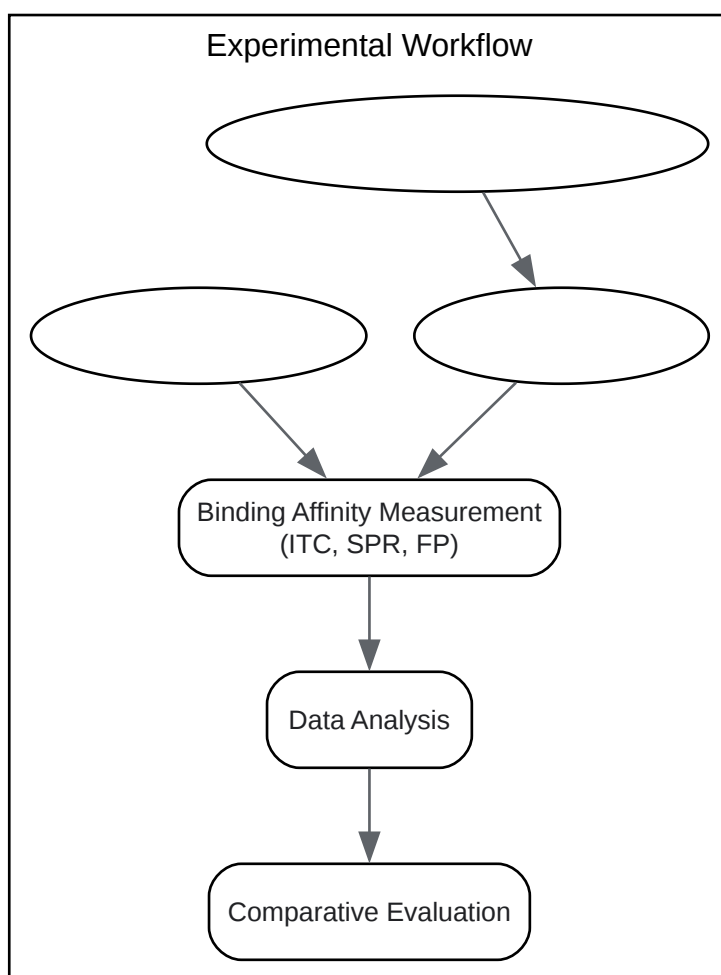 Experimental Workflow
Binding Affinity Measurement
(ITC, SPR, FP)
Data Analysis
Comparative Evaluation